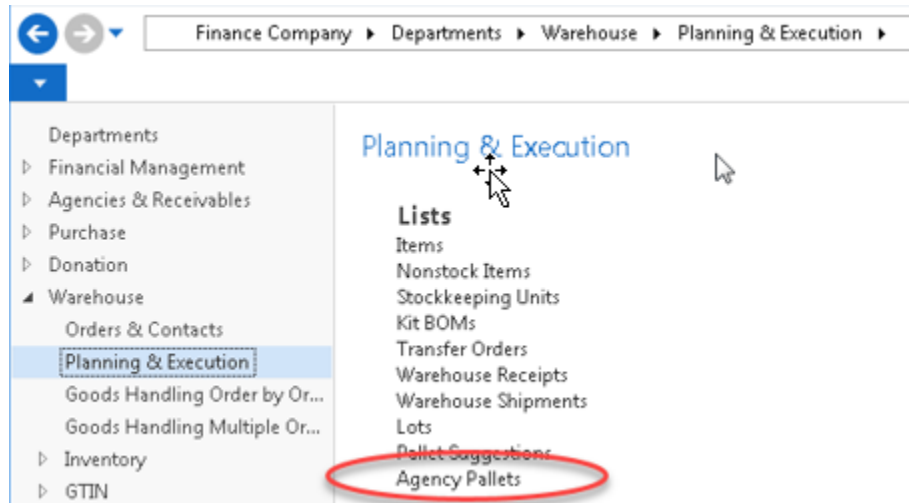 Finance Company ▸ Departments ▸ Warehouse ▸ Planning & Execution ▸
Departments
Financial Management
Agencies & Receivables
Purchase
Donation
Warehouse
Orders & Contacts
Planning & Execution
Goods Handling Order by Or...
Goods Handling Multiple Or...
Inventory
GTIN
Planning & Execution
Lists
Items
Nonstock Items
Stockkeeping Units
Kit BOMs
Transfer Orders
Warehouse Receipts
Warehouse Shipments
Lots
Pallet Suggestions
Agency Pallets